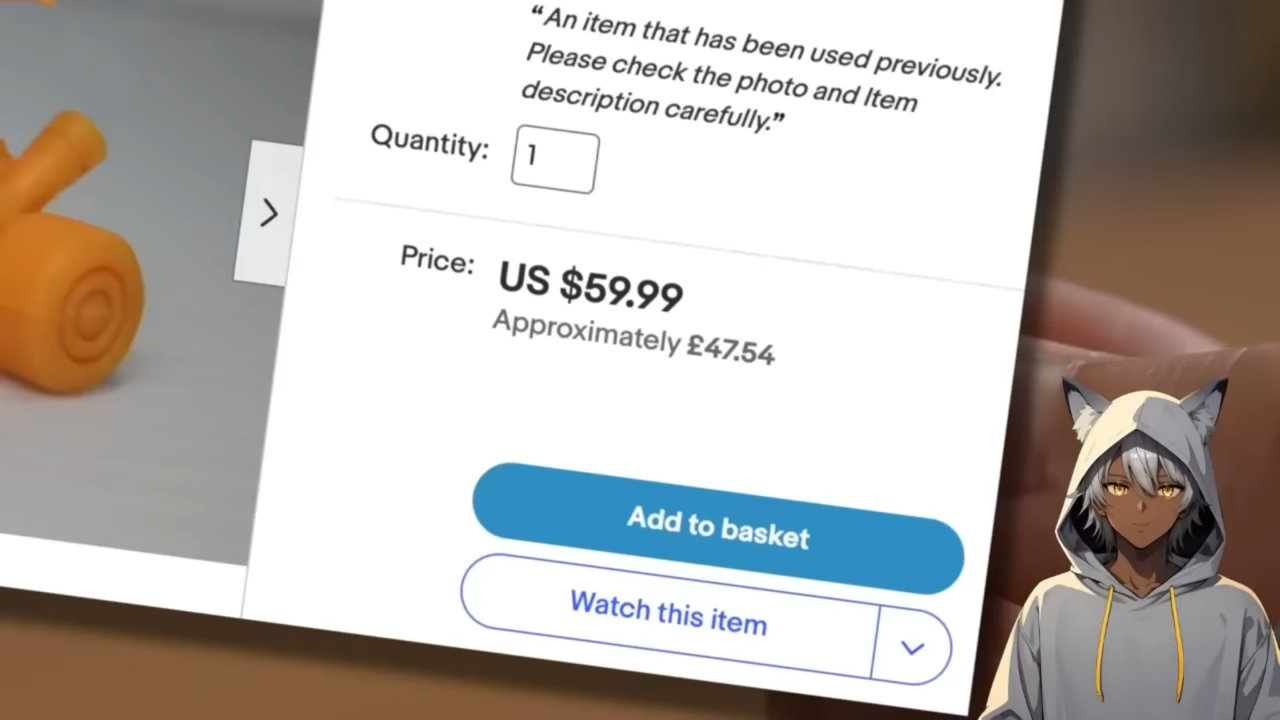 “An item that has been used previously.
Please check the photo and Item
description carefully.”
Quantity: 1
Price: US $59.99
Approximately £47.54
Add to basket
Watch this item